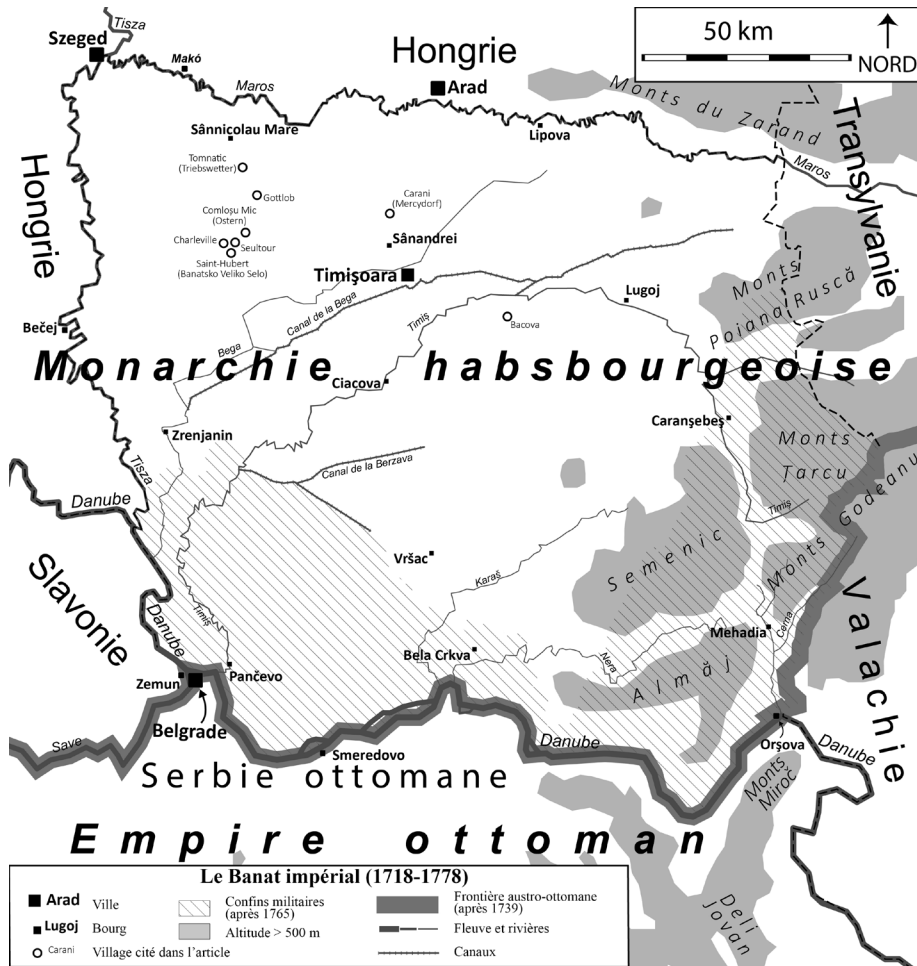 Tisza
Szeged
Makó
Maros
Hongrie
Arad
50 km
NORD
Monts du Zarand
Transylvanie
Maros
Sânnicolau Mare
Lipova
Hongrie
Tomnatic
(Triebswetter)
Gottlob
Comloșu Mic
(Ostern)
Charleville
Seultour
Saint-Hubert
(Banatsko Veliko Selo)
Carani
(Mercydorf)
Sânandrei
Timişoara
Lugoj
Monts
Poiana Ruscă
Bečej
Bega
Canal de la Bega
Timiș
Bacova
Monarchie habsbourgeoise
Ciacova
Caranşebeş
Zrenjanin
Monts
Țarcu
Tisza
Canal de la Berzava
Danube
Timiș
Monts Godeanu
Vršac
Semenic
Karaš
Slavonie
Danube
Timiș
Cerna
Valachie
Mehadia
Bela Crkva
Nera
Almăj
Zemun
Pančevo
Belgrade
Save
Smeredovo
Danube
Orşova
Danube
Serbie ottomane
Monts
Miroč
Empire ottoman
Deli
Jovan
Le Banat impérial (1718-1778)
Arad Ville
Lugoj Bourg
Carani Village cité dans l'article
Confins militaires
(après 1765)
Altitude > 500 m
Frontière austro-ottomane
(après 1739)
Fleuve et rivières
Canaux